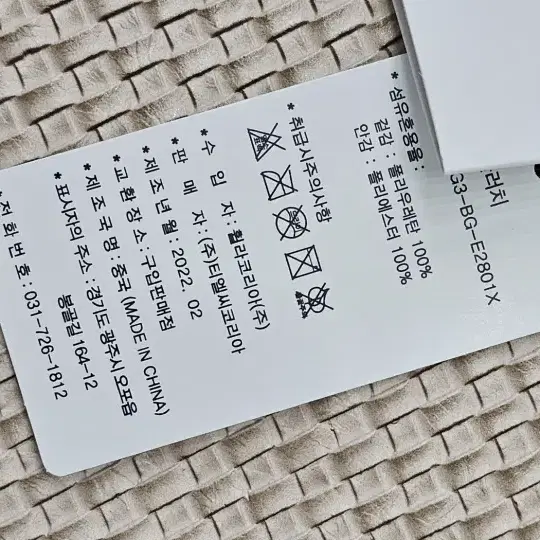 러치
G3-BG-E2801X
* 섬유혼용율 :
겉감 : 폴리우레탄 100%
안감 : 폴리에스터 100%
* 취급시주의사항
* 수 입 자 : 휠라코리아(주)
* 판 매 자 : (주)티엘씨코리아
* 제 조 년 월 : 2022. 02
* 교 환 장 소 : 구입판매점
* 제 조 국 명 : 중국 (MADE IN CHINA)
* 표시자의 주소 : 경기도 광주시 오포읍
봉골길 164-12
* 전 화 번 호 : 031-726-1812